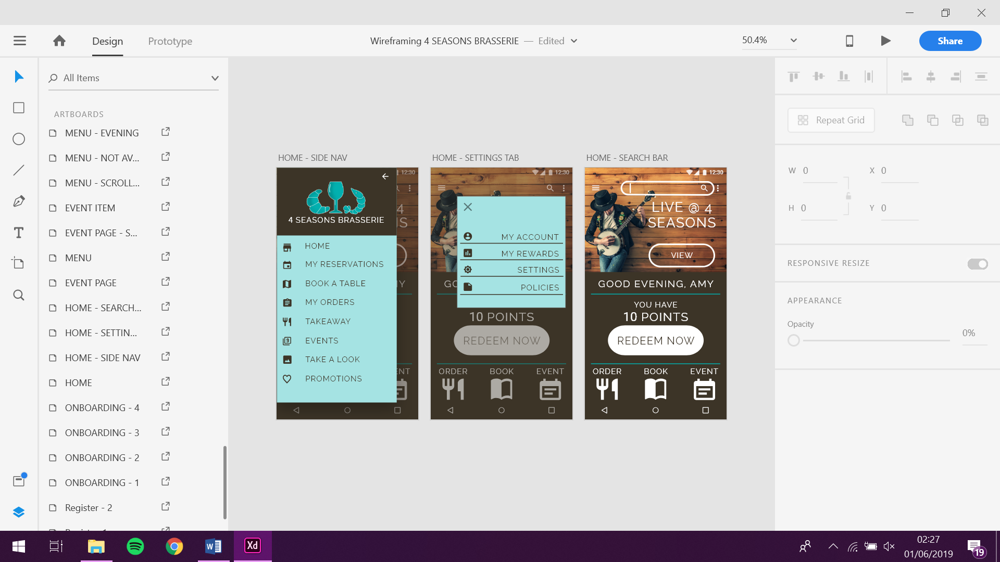 Design
Prototype
Wireframing 4 SEASONS BRASSERIE — Edited
50.4%
Share
All Items
ARTBOARDS
MENU - EVENING
MENU - NOT AV...
MENU - SCROLL...
EVENT ITEM
EVENT PAGE - S...
MENU
EVENT PAGE
HOME - SEARCH...
HOME - SETTIN...
HOME - SIDE NAV
HOME
ONBOARDING - 4
ONBOARDING - 3
ONBOARDING - 2
ONBOARDING - 1
Register - 2
HOME - SIDE NAV
12:30
4 SEASONS BRASSERIE
HOME
MY RESERVATIONS
BOOK A TABLE
MY ORDERS
TAKEAWAY
EVENTS
TAKE A LOOK
PROMOTIONS
HOME - SETTINGS TAB
12:30
MY ACCOUNT
MY REWARDS
SETTINGS
POLICIES
10 POINTS
REDEEM NOW
ORDER BOOK EVENT
HOME - SEARCH BAR
12:30
LIVE @ 4
SEASONS
VIEW
GOOD EVENING, AMY
YOU HAVE
10 POINTS
REDEEM NOW
ORDER BOOK EVENT
Repeat Grid
W 0 X 0
H 0 Y 0
RESPONSIVE RESIZE
APPEARANCE
Opacity
0%
Xd
02:27
01/06/2019
19